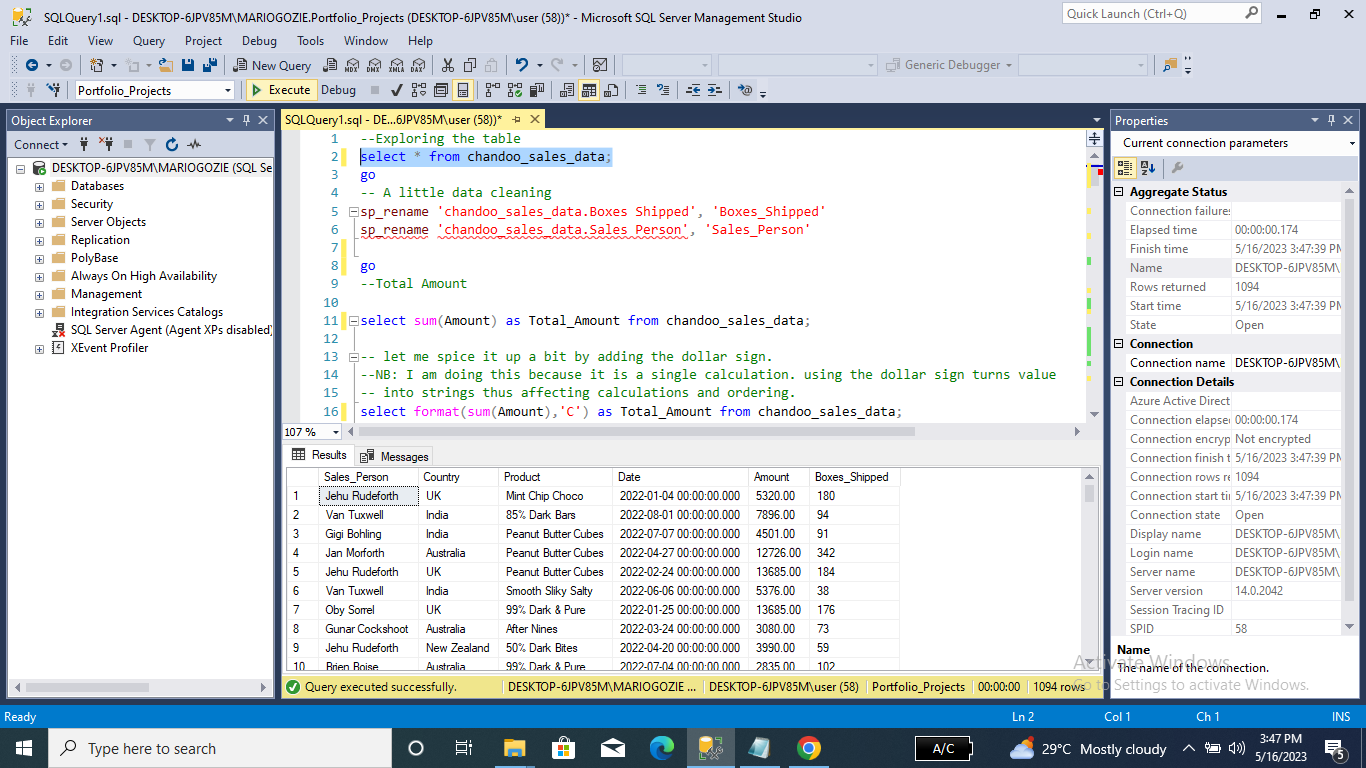 SQLQuery1.sql - DESKTOP-6JPV85M\MARIOGOZIE.Portfolio_Projects (DESKTOP-6JPV85M\user (58))* - Microsoft SQL Server Management Studio
Quick Launch (Ctrl+Q)
File Edit View Query Project Debug Tools Window Help
New Query
MDX DMX XMLA DAX
Generic Debugger
Portfolio_Projects
Execute Debug
Object Explorer
Connect
DESKTOP-6JPV85M\MARIOGOZIE (SQL Se
Databases
Security
Server Objects
Replication
PolyBase
Always On High Availability
Management
Integration Services Catalogs
SQL Server Agent (Agent XPs disabled)
XEvent Profiler
SQLQuery1.sql - DE...6JPV85M\user (58))*
1 --Exploring the table
2 select * from chandoo_sales_data;
3 go
4 -- A little data cleaning
5 sp_rename 'chandoo_sales_data.Boxes Shipped', 'Boxes_Shipped'
6 sp_rename 'chandoo_sales_data.Sales Person', 'Sales_Person'
7
8 go
9 --Total Amount
10
11 select sum(Amount) as Total_Amount from chandoo_sales_data;
12
13 -- let me spice it up a bit by adding the dollar sign.
14 --NB: I am doing this because it is a single calculation. using the dollar sign turns value
15 -- into strings thus affecting calculations and ordering.
16 select format(sum(Amount),'C') as Total_Amount from chandoo_sales_data;
107 %
Results Messages
Sales_Person Country Product Date Amount Boxes_Shipped
1 Jehu Rudeforth UK Mint Chip Choco 2022-01-04 00:00:00.000 5320.00 180
2 Van Tuxwell India 85% Dark Bars 2022-08-01 00:00:00.000 7896.00 94
3 Gigi Bohling India Peanut Butter Cubes 2022-07-07 00:00:00.000 4501.00 91
4 Jan Morforth Australia Peanut Butter Cubes 2022-04-27 00:00:00.000 12726.00 342
5 Jehu Rudeforth UK Peanut Butter Cubes 2022-02-24 00:00:00.000 13685.00 184
6 Van Tuxwell India Smooth Sliky Salty 2022-06-06 00:00:00.000 5376.00 38
7 Oby Sorrel UK 99% Dark & Pure 2022-01-25 00:00:00.000 13685.00 176
8 Gunar Cockshoot Australia After Nines 2022-03-24 00:00:00.000 3080.00 73
9 Jehu Rudeforth New Zealand 50% Dark Bites 2022-04-20 00:00:00.000 3990.00 59
10 Brien Boise Australia 99% Dark & Pure 2022-07-04 00:00:00.000 2835.00 102
Query executed successfully. DESKTOP-6JPV85M\MARIOGOZIE ... DESKTOP-6JPV85M\user (58) Portfolio_Projects 00:00:00 1094 rows
Properties
Current connection parameters
Aggregate Status
Connection failures
Elapsed time 00:00:00.174
Finish time 5/16/2023 3:47:39 PM
Name DESKTOP-6JPV85M\
Rows returned 1094
Start time 5/16/2023 3:47:39 PM
State Open
Connection
Connection name DESKTOP-6JPV85M\
Connection Details
Azure Active Direct
Connection elapse 00:00:00.174
Connection encryp Not encrypted
Connection finish t 5/16/2023 3:47:39 PM
Connection rows re 1094
Connection start tir 5/16/2023 3:47:39 PM
Connection state Open
Display name DESKTOP-6JPV85M\
Login name DESKTOP-6JPV85M\
Server name DESKTOP-6JPV85M\
Server version 14.0.2042
Session Tracing ID
SPID 58
Name
The name of the connection.
Activate Windows
Go to Settings to activate Windows.
Ready Ln 2 Col 1 Ch 1 INS
Type here to search
A/C
29°C Mostly cloudy
3:47 PM
5/16/2023
5